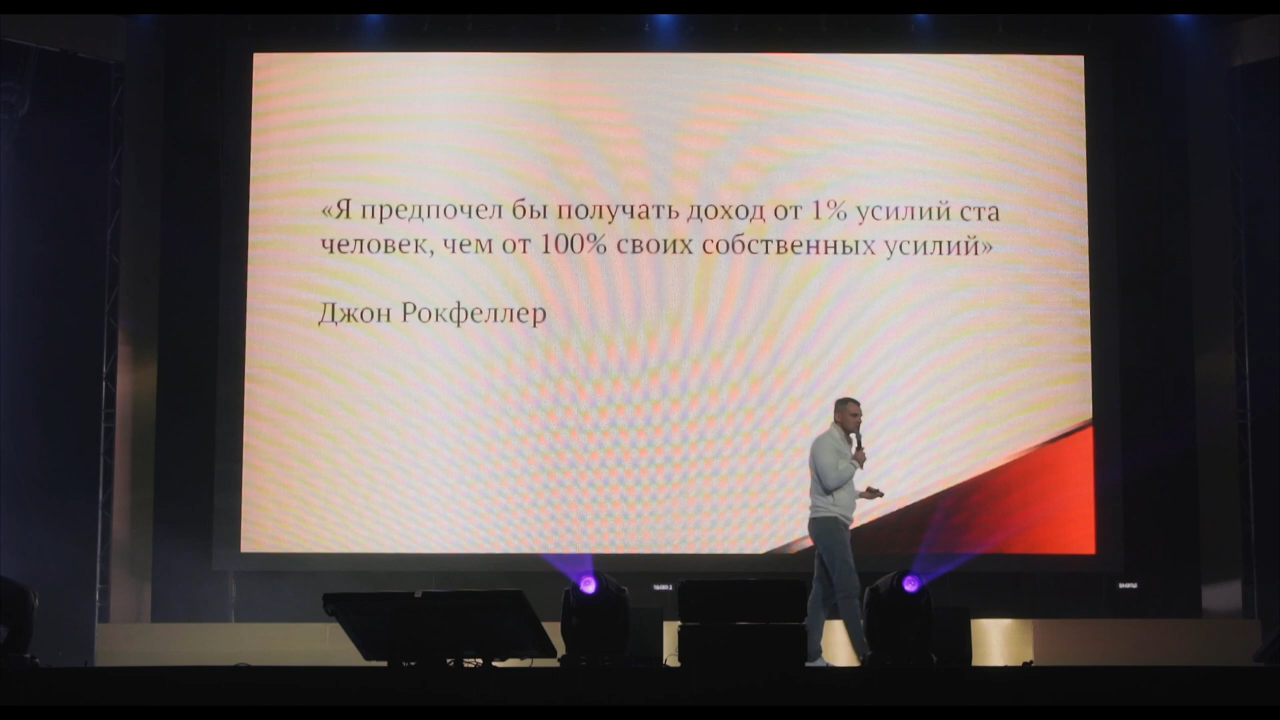 «Я предпочел бы получать доход от 1% усилий ста
человек, чем от 100% своих собственных усилий»
Джон Рокфеллер